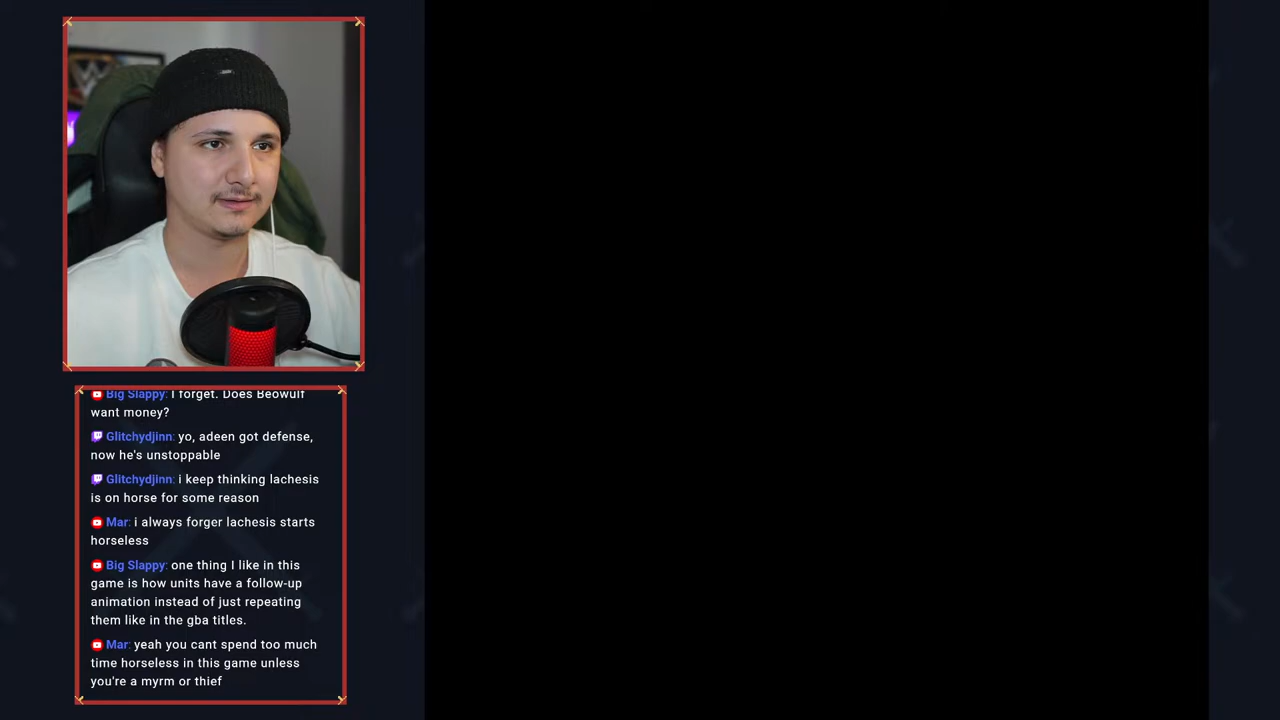 Big Slappy: I forget. Does Beowulf
want money?
Glitchydjinn: yo, adeen got defense,
now he's unstoppable
Glitchydjinn: i keep thinking lachesis
is on horse for some reason
Mar: i always forger lachesis starts
horseless
Big Slappy: one thing I like in this
game is how units have a follow-up
animation instead of just repeating
them like in the gba titles.
Mar: yeah you cant spend too much
time horseless in this game unless
you're a myrm or thief